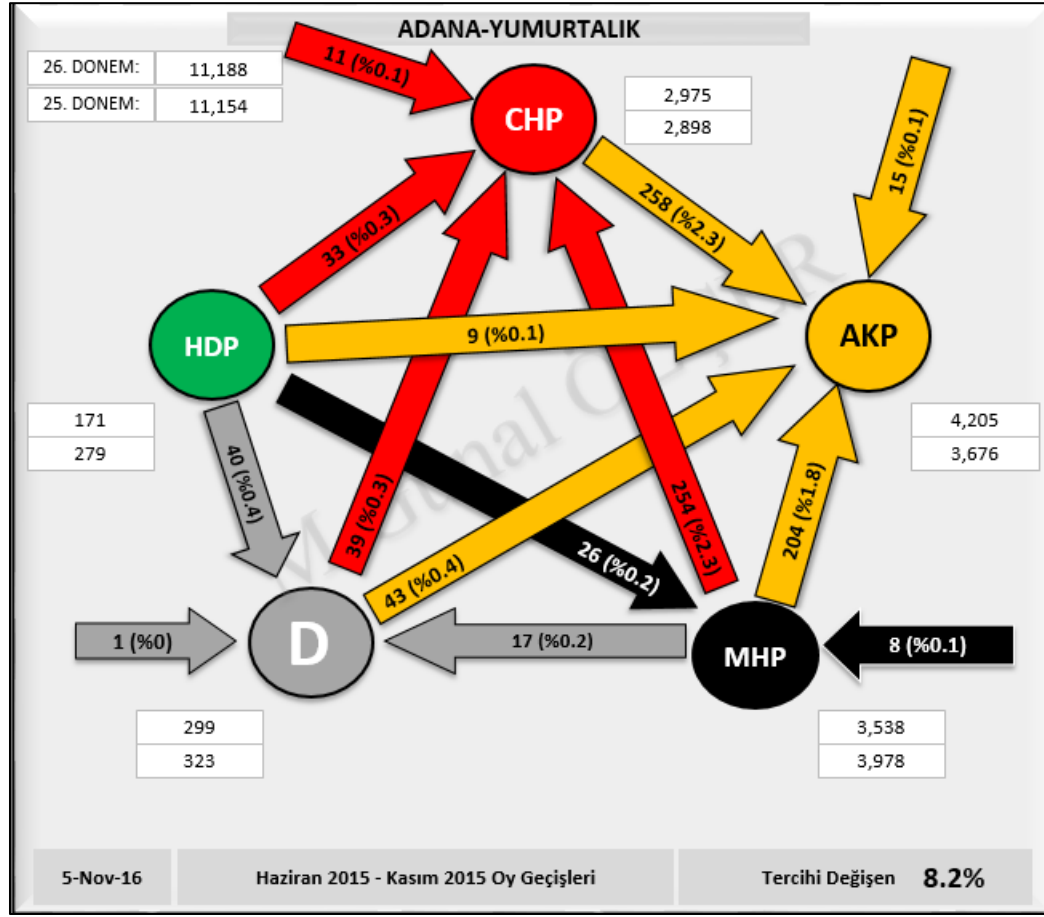 ADANA-YUMURTALIK
26. DONEM: 11,188
25. DONEM: 11,154
11 (%0.1)
CHP
2,975
2,898
15 (%0.1)
258 (%2.3)
33 (%0.3)
HDP
9 (%0.1)
AKP
171
279
4,205
3,676
40 (%0.4)
39 (%0.3)
254 (%2.3)
204 (%1.8)
26 (%0.2)
43 (%0.4)
1 (%0)
D
17 (%0.2)
MHP
8 (%0.1)
299
323
3,538
3,978
5-Nov-16
Haziran 2015 - Kasım 2015 Oy Geçişleri
Tercihi Değişen 8.2%